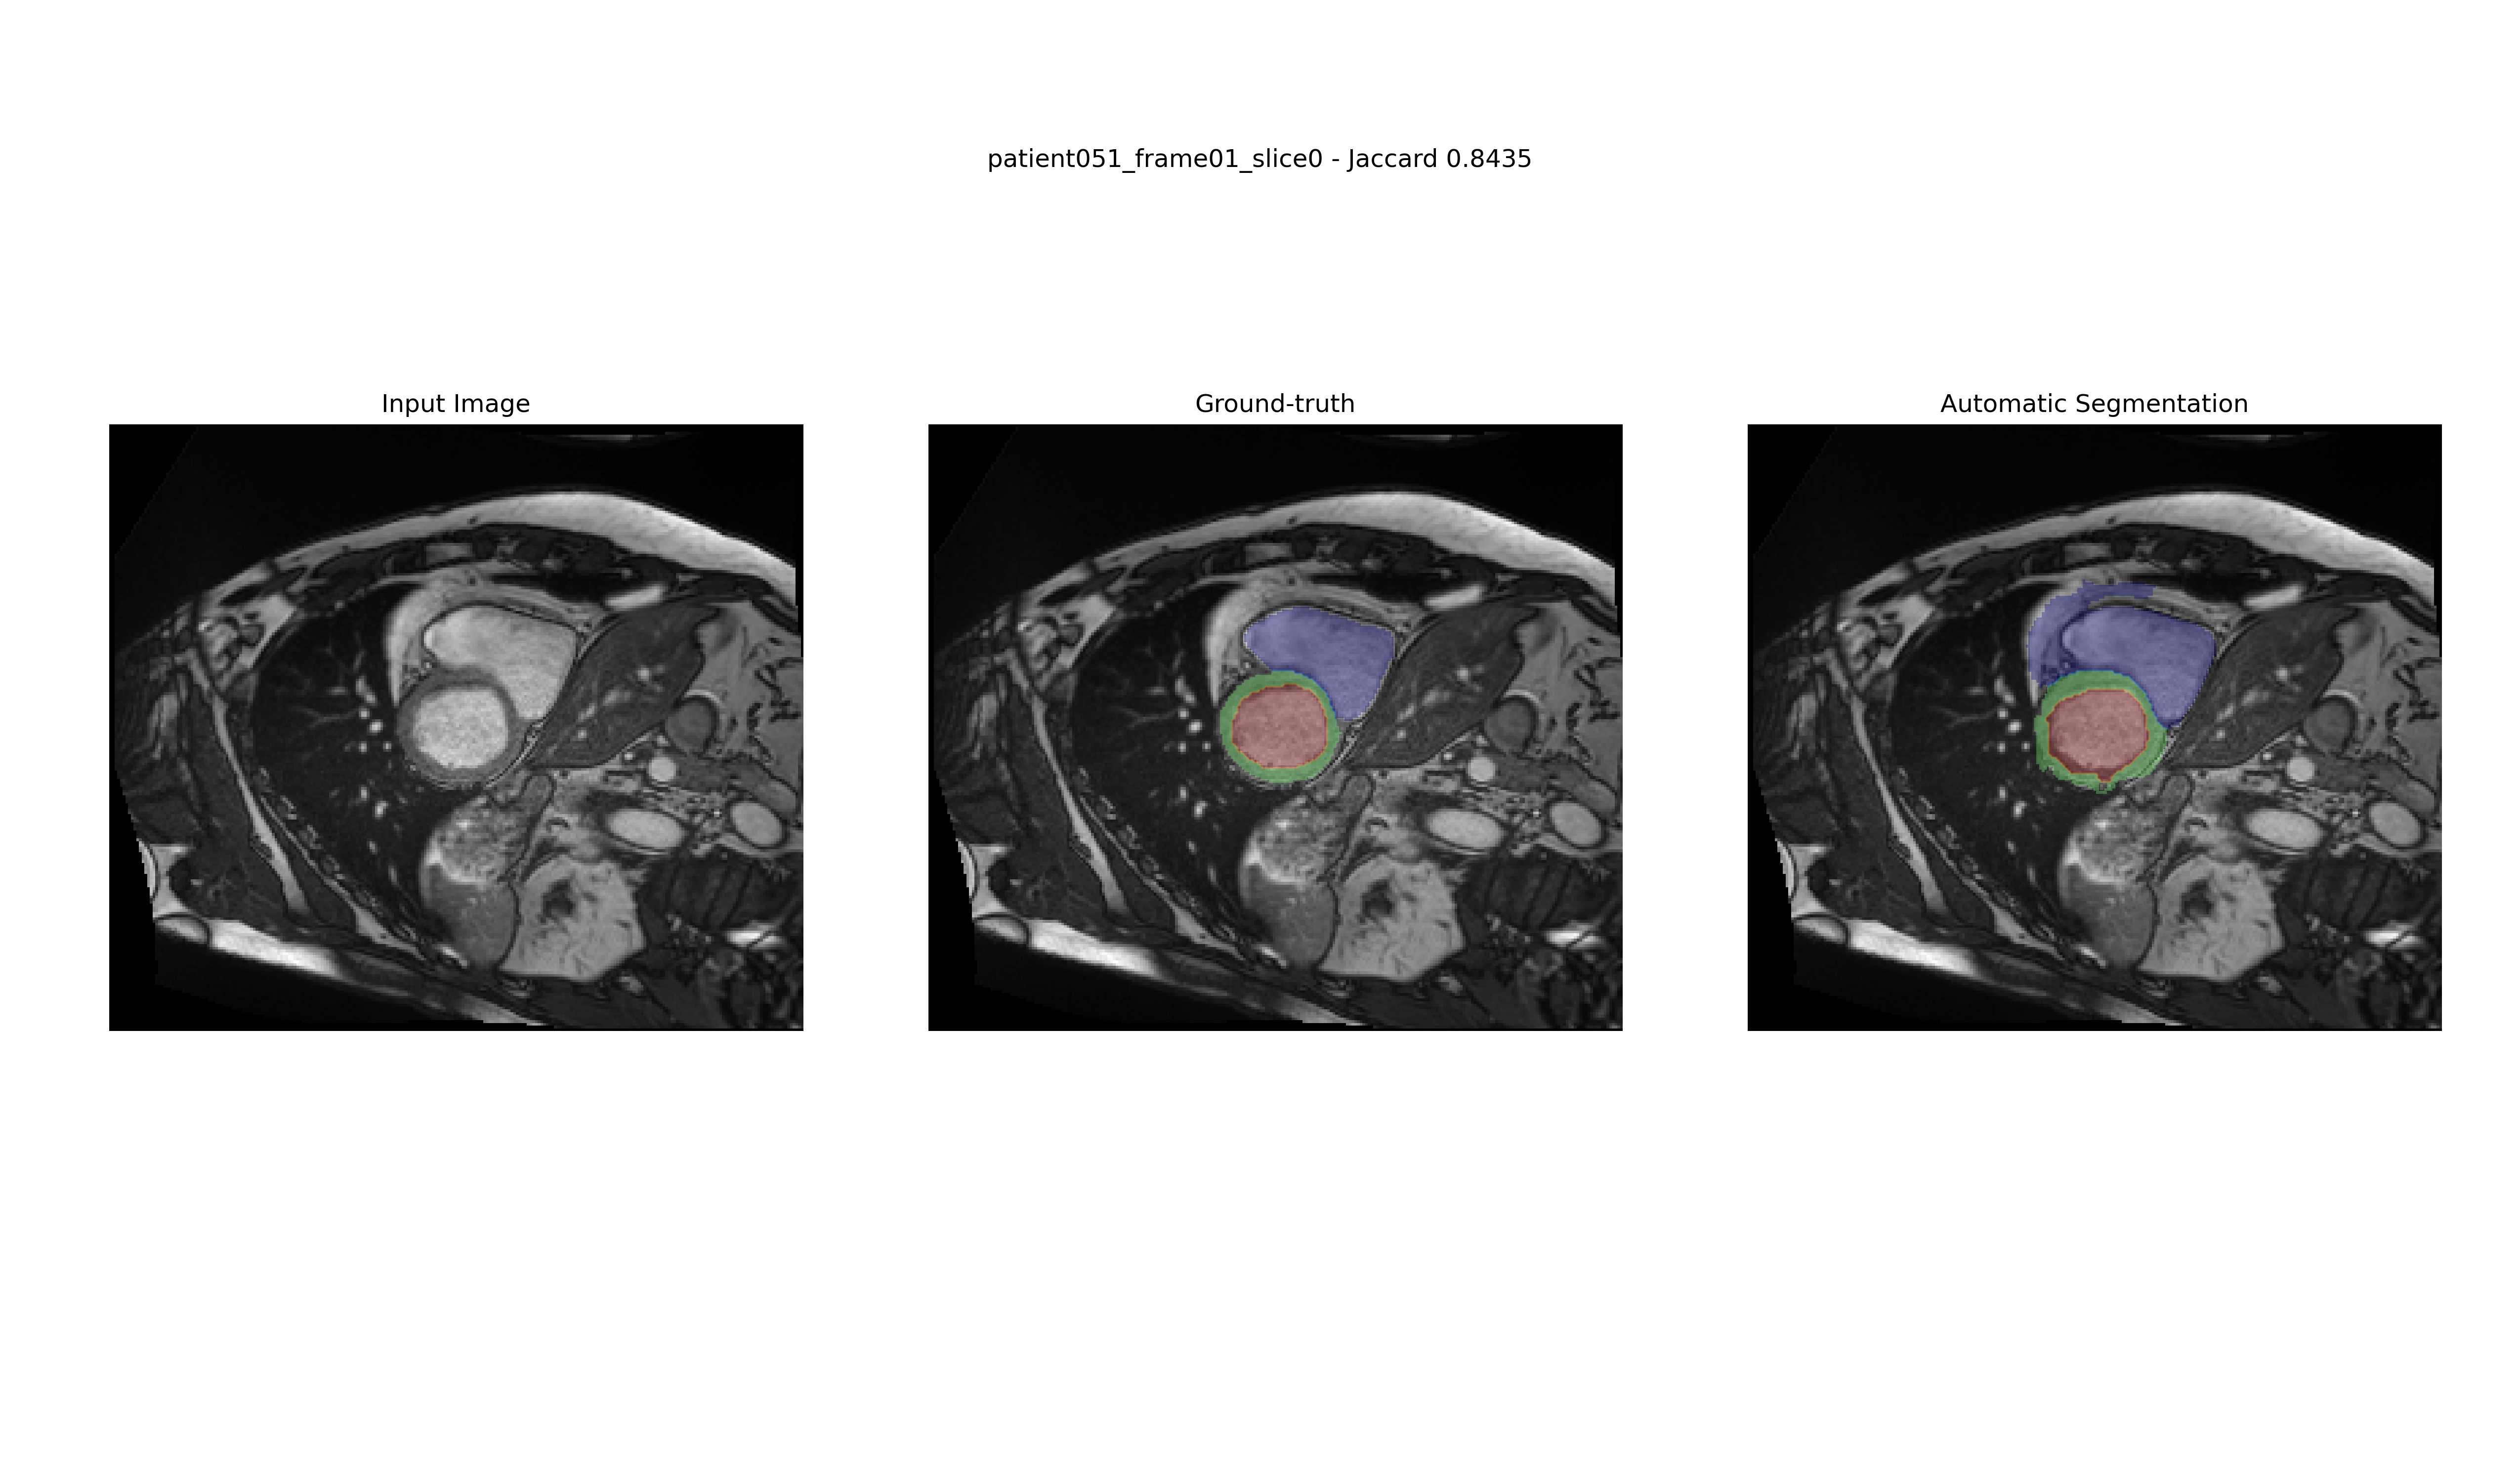 patient051_frame01_slice0 - Jaccard 0.8435
Input Image
Ground-truth
Automatic Segmentation